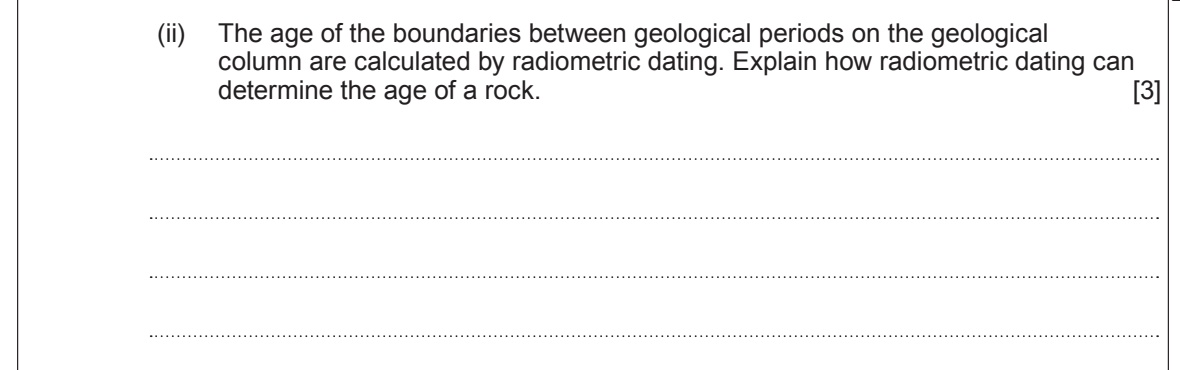 (ii) The age of the boundaries between geological periods on the geological
column are calculated by radiometric dating. Explain how radiometric dating can
determine the age of a rock. [3]